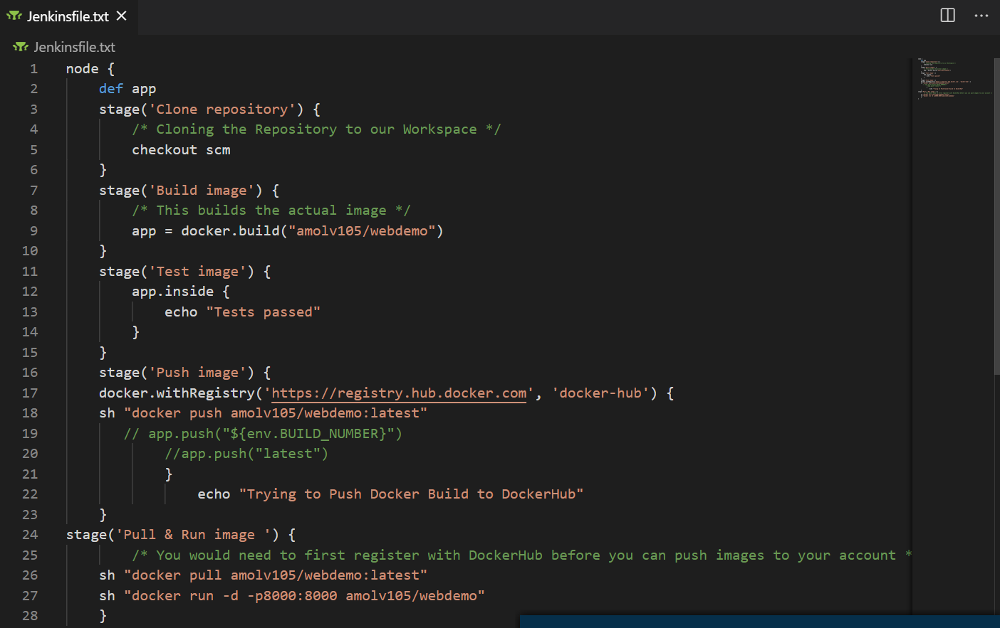 Jenkinsfile.txt
Jenkinsfile.txt
1 node {
2     def app
3     stage('Clone repository') {
4         /* Cloning the Repository to our Workspace */
5         checkout scm
6     }
7     stage('Build image') {
8         /* This builds the actual image */
9         app = docker.build("amolv105/webdemo")
10     }
11     stage('Test image') {
12         app.inside {
13             echo "Tests passed"
14         }
15     }
16     stage('Push image') {
17     docker.withRegistry('https://registry.hub.docker.com', 'docker-hub') {
18     sh "docker push amolv105/webdemo:latest"
19        // app.push("${env.BUILD_NUMBER}")
20             //app.push("latest")
21             }
22                 echo "Trying to Push Docker Build to DockerHub"
23     }
24 stage('Pull & Run image ') {
25         /* You would need to first register with DockerHub before you can push images to your account *
26     sh "docker pull amolv105/webdemo:latest"
27     sh "docker run -d -p8000:8000 amolv105/webdemo"
28     }